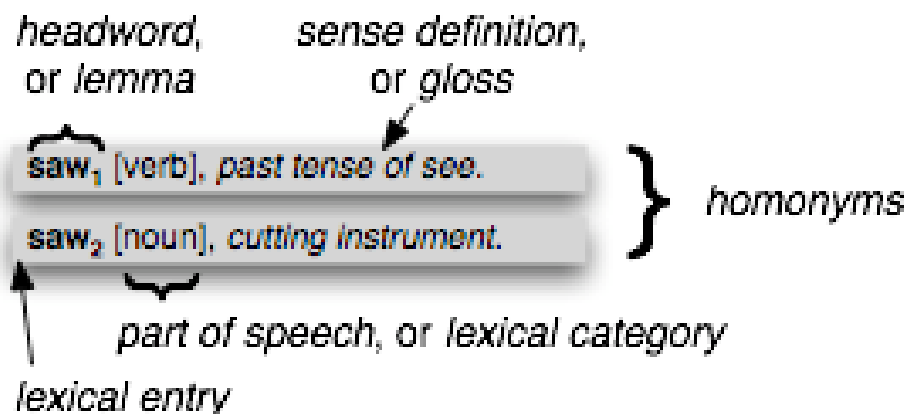 headword,
or lemma
sense definition,
or gloss
saw₁ [verb], past tense of see.
saw₂ [noun], cutting instrument.
homonyms
part of speech, or lexical category
lexical entry